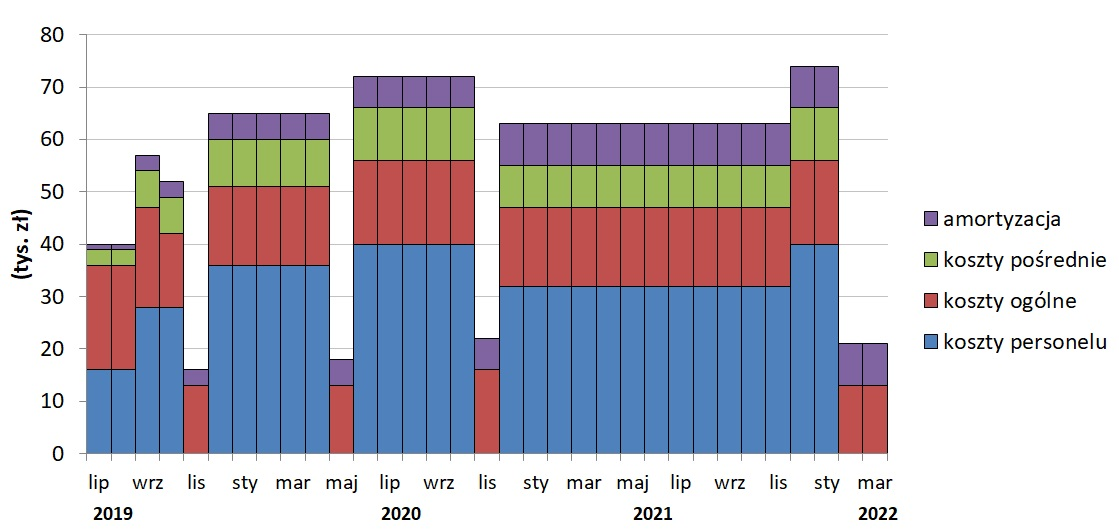 80
70
60
50
40
30
20
10
0
(tys. zł)
lip wrz lis sty mar maj lip wrz lis sty mar maj lip wrz lis sty mar
2019 2020 2021 2022
amortyzacja
koszty pośrednie
koszty ogólne
koszty personelu